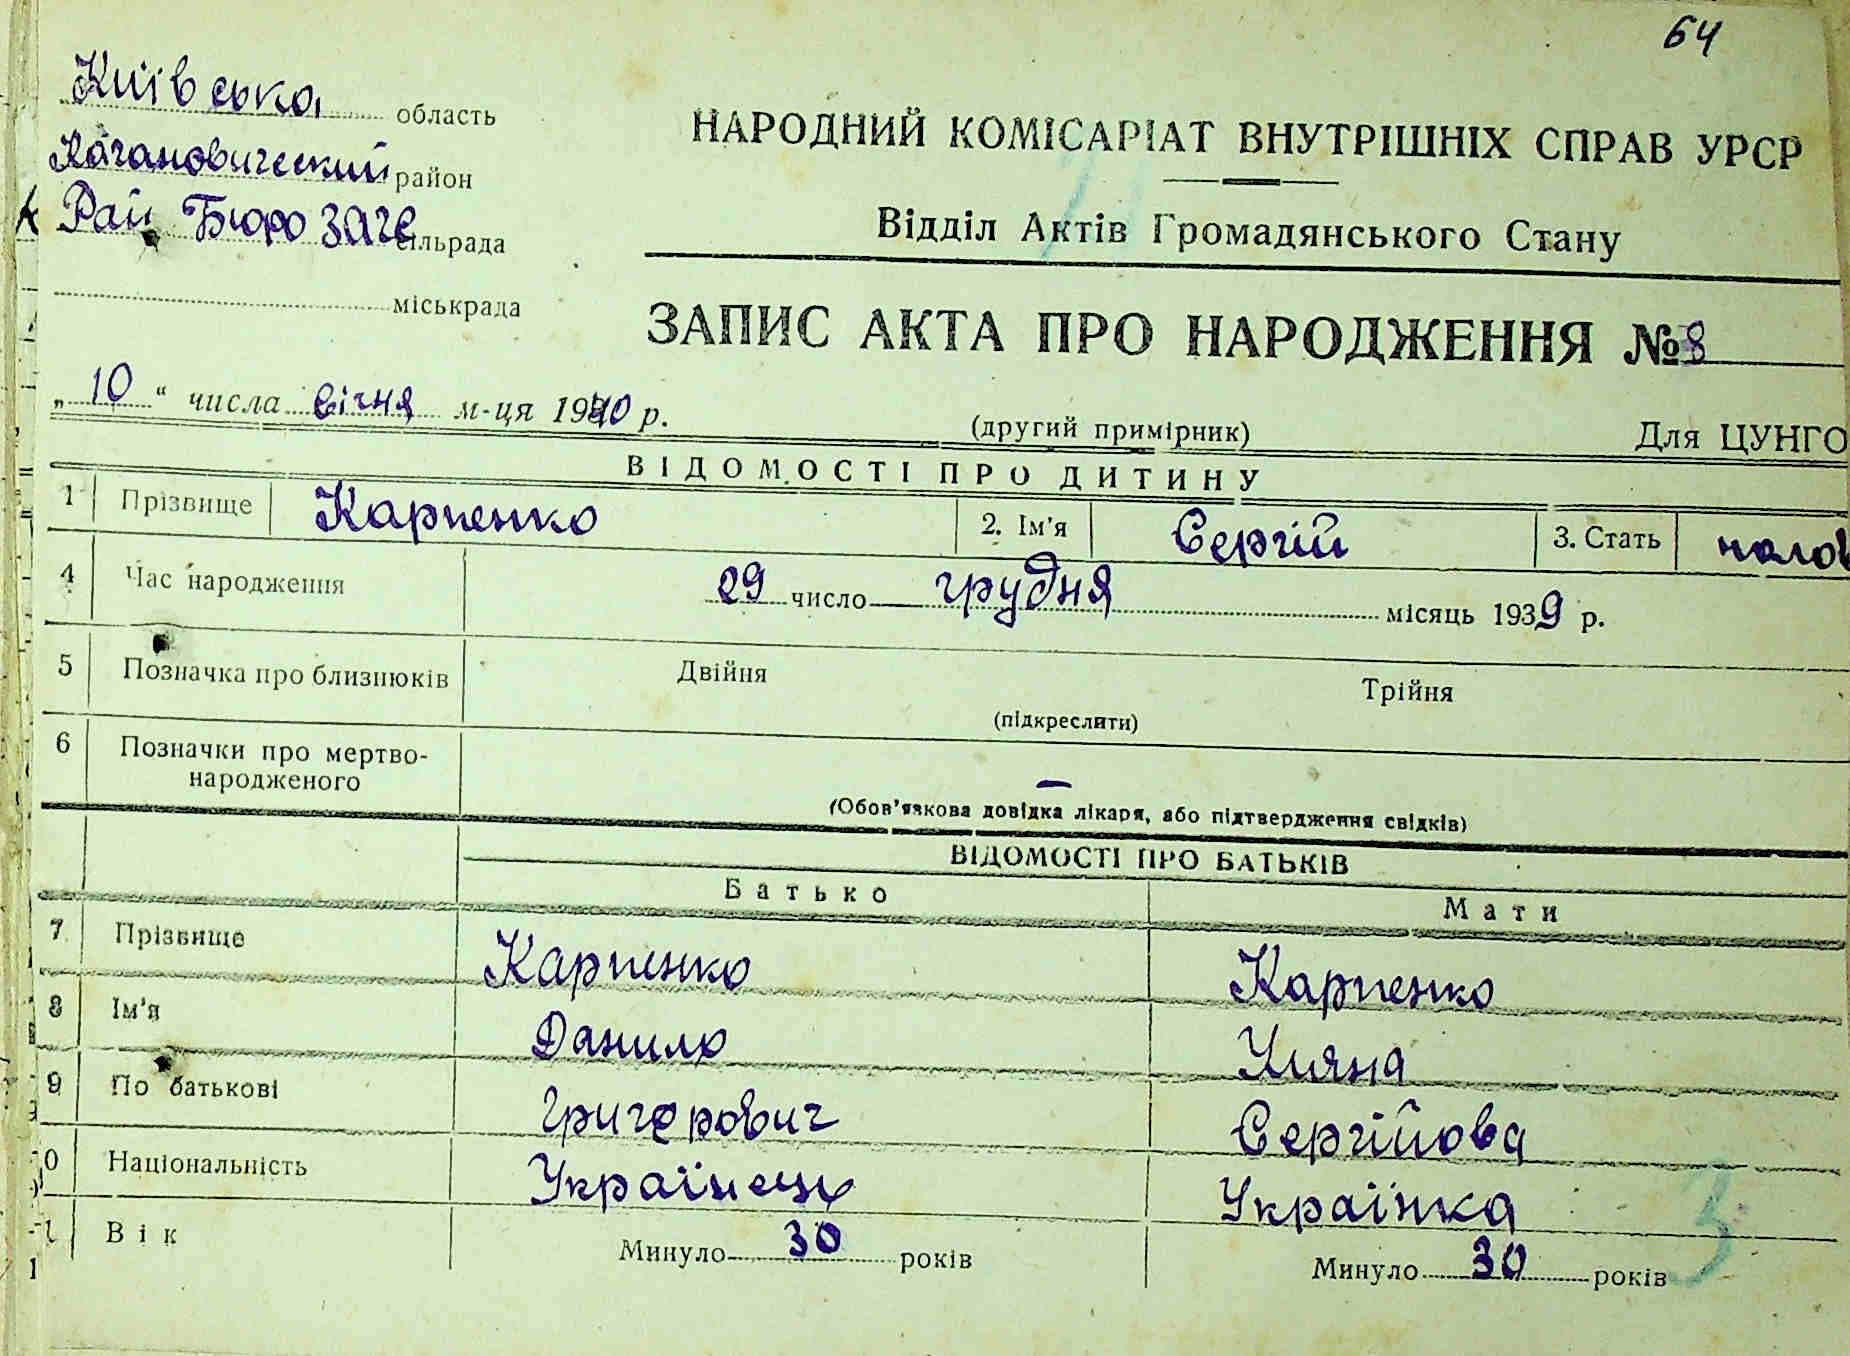 64
Київська область
Кагановический район
Рай Бюро ЗАГС сільрада
міськрада
НАРОДНИЙ КОМІСАРІАТ ВНУТРІШНІХ СПРАВ УРСР
Відділ Актів Громадянського Стану
ЗАПИС АКТА ПРО НАРОДЖЕННЯ № 8
„10“ числа січня м-ця 1940 р.
(другий примірник)
Для ЦУНГО
ВІДОМОСТІ ПРО ДИТИНУ
1 Прізвище Карпенко 2. Ім'я Сергій 3. Стать чолов
4 Час народження 29 число грудня місяць 1939 р.
5 Позначка про близнюків Двійня Трійня
(підкреслити)
6 Позначки про мертво-
народженого —
(Обов'язкова довідка лікаря, або підтвердження свідків)
ВІДОМОСТІ ПРО БАТЬКІВ
Батько Мати
7 Прізвище Карпенко Карпенко
8 Ім'я Данило Уляна
9 По батькові Григорович Сергійова
0 Національність Українець Українка
Вік Минуло 30 років Минуло 30 років
3